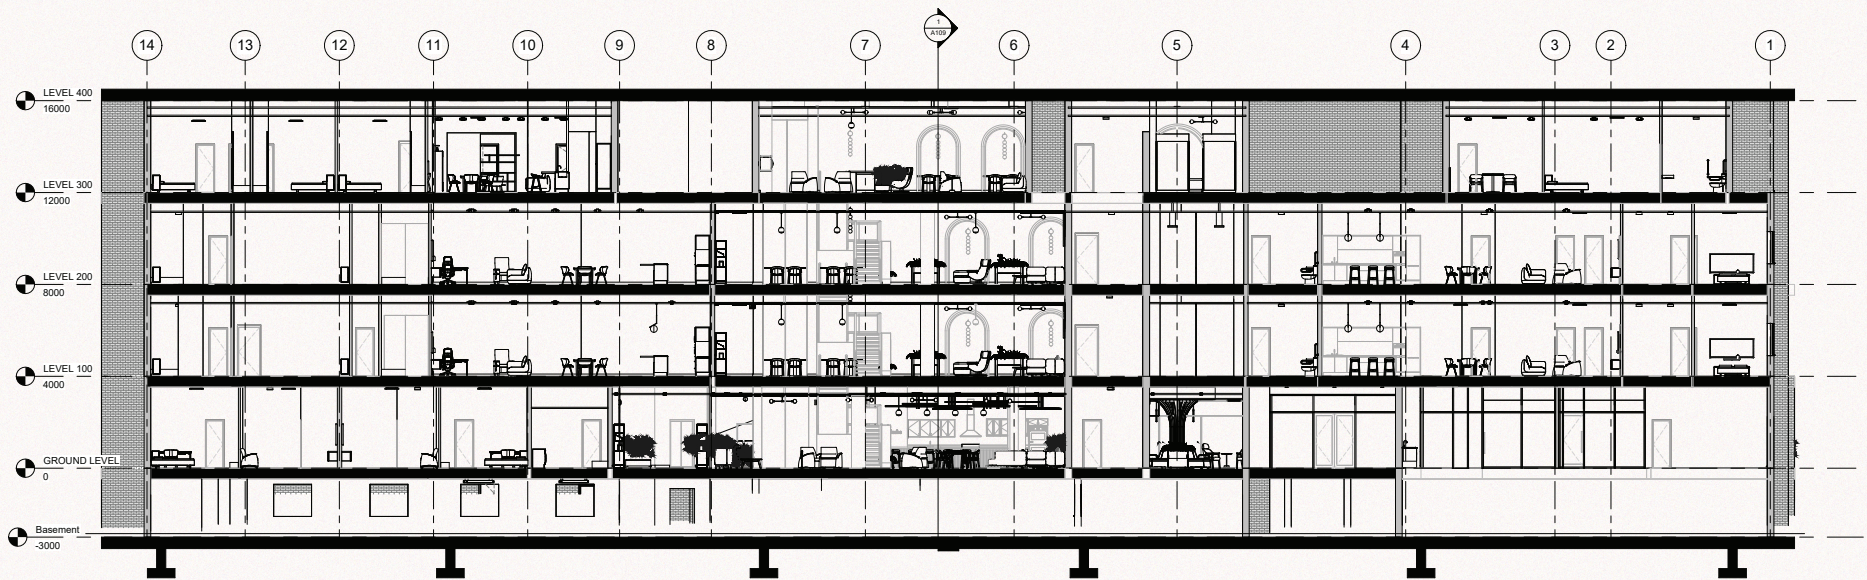 1
A109
14 13 12 11 10 9 8 7 6 5 4 3 2 1
LEVEL 400
16000
LEVEL 300
12000
LEVEL 200
8000
LEVEL 100
4000
GROUND LEVEL
0
Basement
-3000